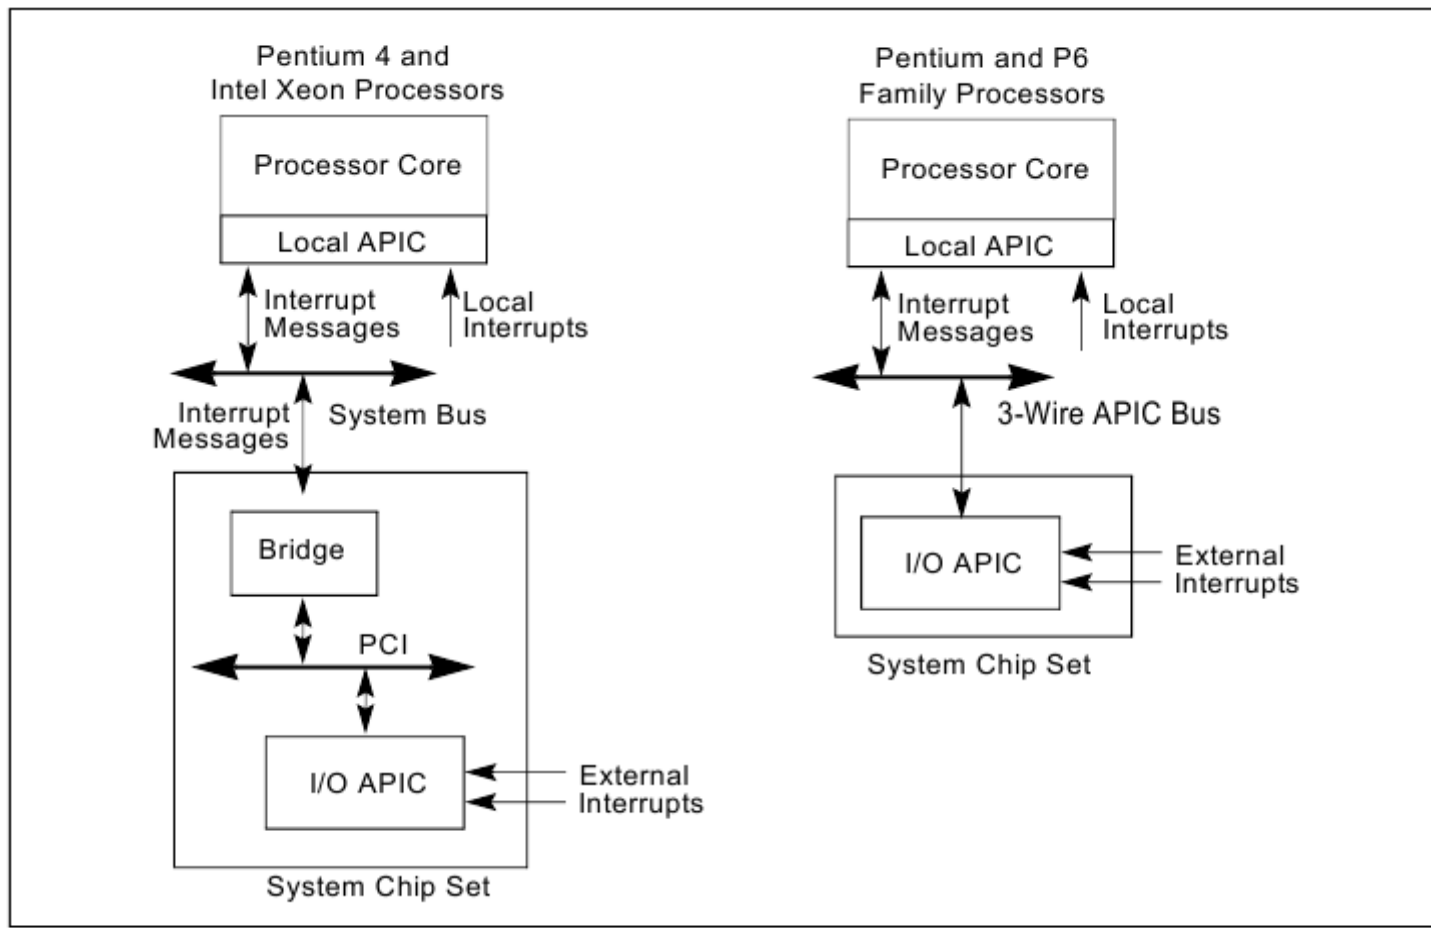 Pentium 4 and
Intel Xeon Processors
Processor Core
Local APIC
Interrupt
Messages
Local
Interrupts
Interrupt
Messages
System Bus
Bridge
PCI
I/O APIC
External
Interrupts
System Chip Set
Pentium and P6
Family Processors
Processor Core
Local APIC
Interrupt
Messages
Local
Interrupts
3-Wire APIC Bus
I/O APIC
External
Interrupts
System Chip Set